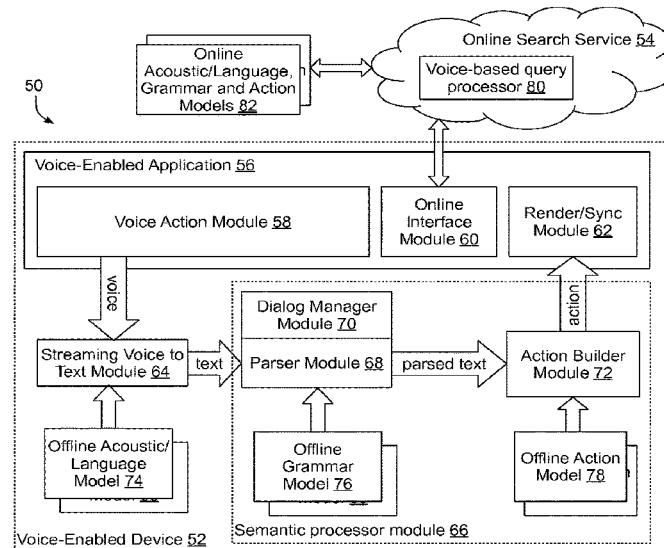 50
Online
Acoustic/Language,
Grammar and Action
Models 82
Online Search Service 54
Voice-based query
processor 80
Voice-Enabled Application 56
Voice Action Module 58
Online
Interface
Module 60
Render/Sync
Module 62
voice
action
Dialog Manager
Module 70
Streaming Voice to
Text Module 64
text
Parser Module 68
parsed text
Action Builder
Module 72
Offline Acoustic/
Language
Model 74
Offline
Grammar
Model 76
Offline
Action Model
78
Semantic processor module 66
Voice-Enabled Device 52